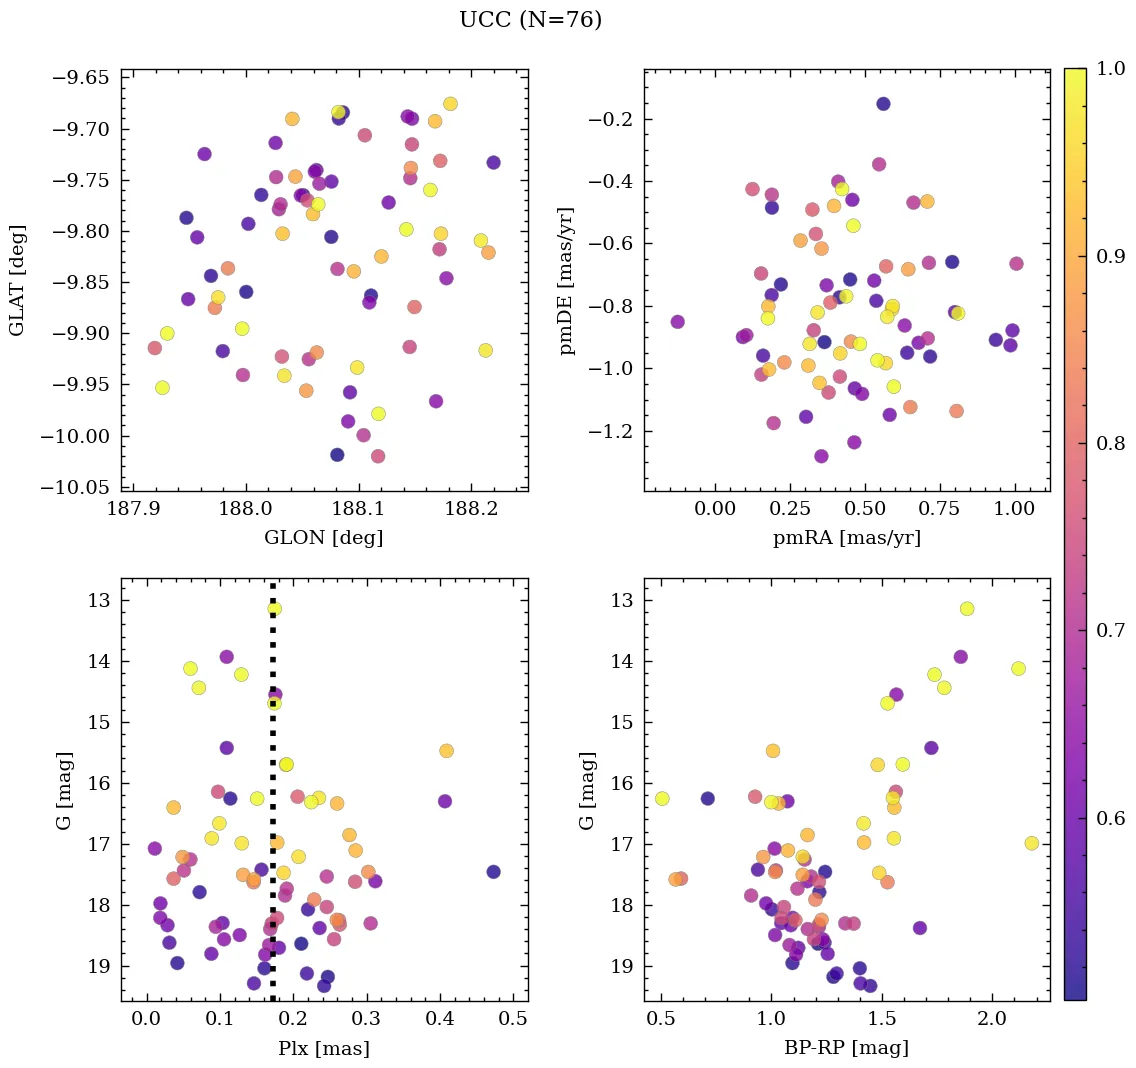 UCC (N=76)
−9.65
−9.70
−9.75
−9.80
−9.85
−9.90
−9.95
−10.00
−10.05
GLAT [deg]
187.9 188.0 188.1 188.2
GLON [deg]
−0.2
−0.4
−0.6
−0.8
−1.0
−1.2
pmDE [mas/yr]
0.00 0.25 0.50 0.75 1.00
pmRA [mas/yr]
13
14
15
16
17
18
19
G [mag]
0.0 0.1 0.2 0.3 0.4 0.5
Plx [mas]
13
14
15
16
17
18
19
G [mag]
0.5 1.0 1.5 2.0
BP-RP [mag]
1.0
0.9
0.8
0.7
0.6